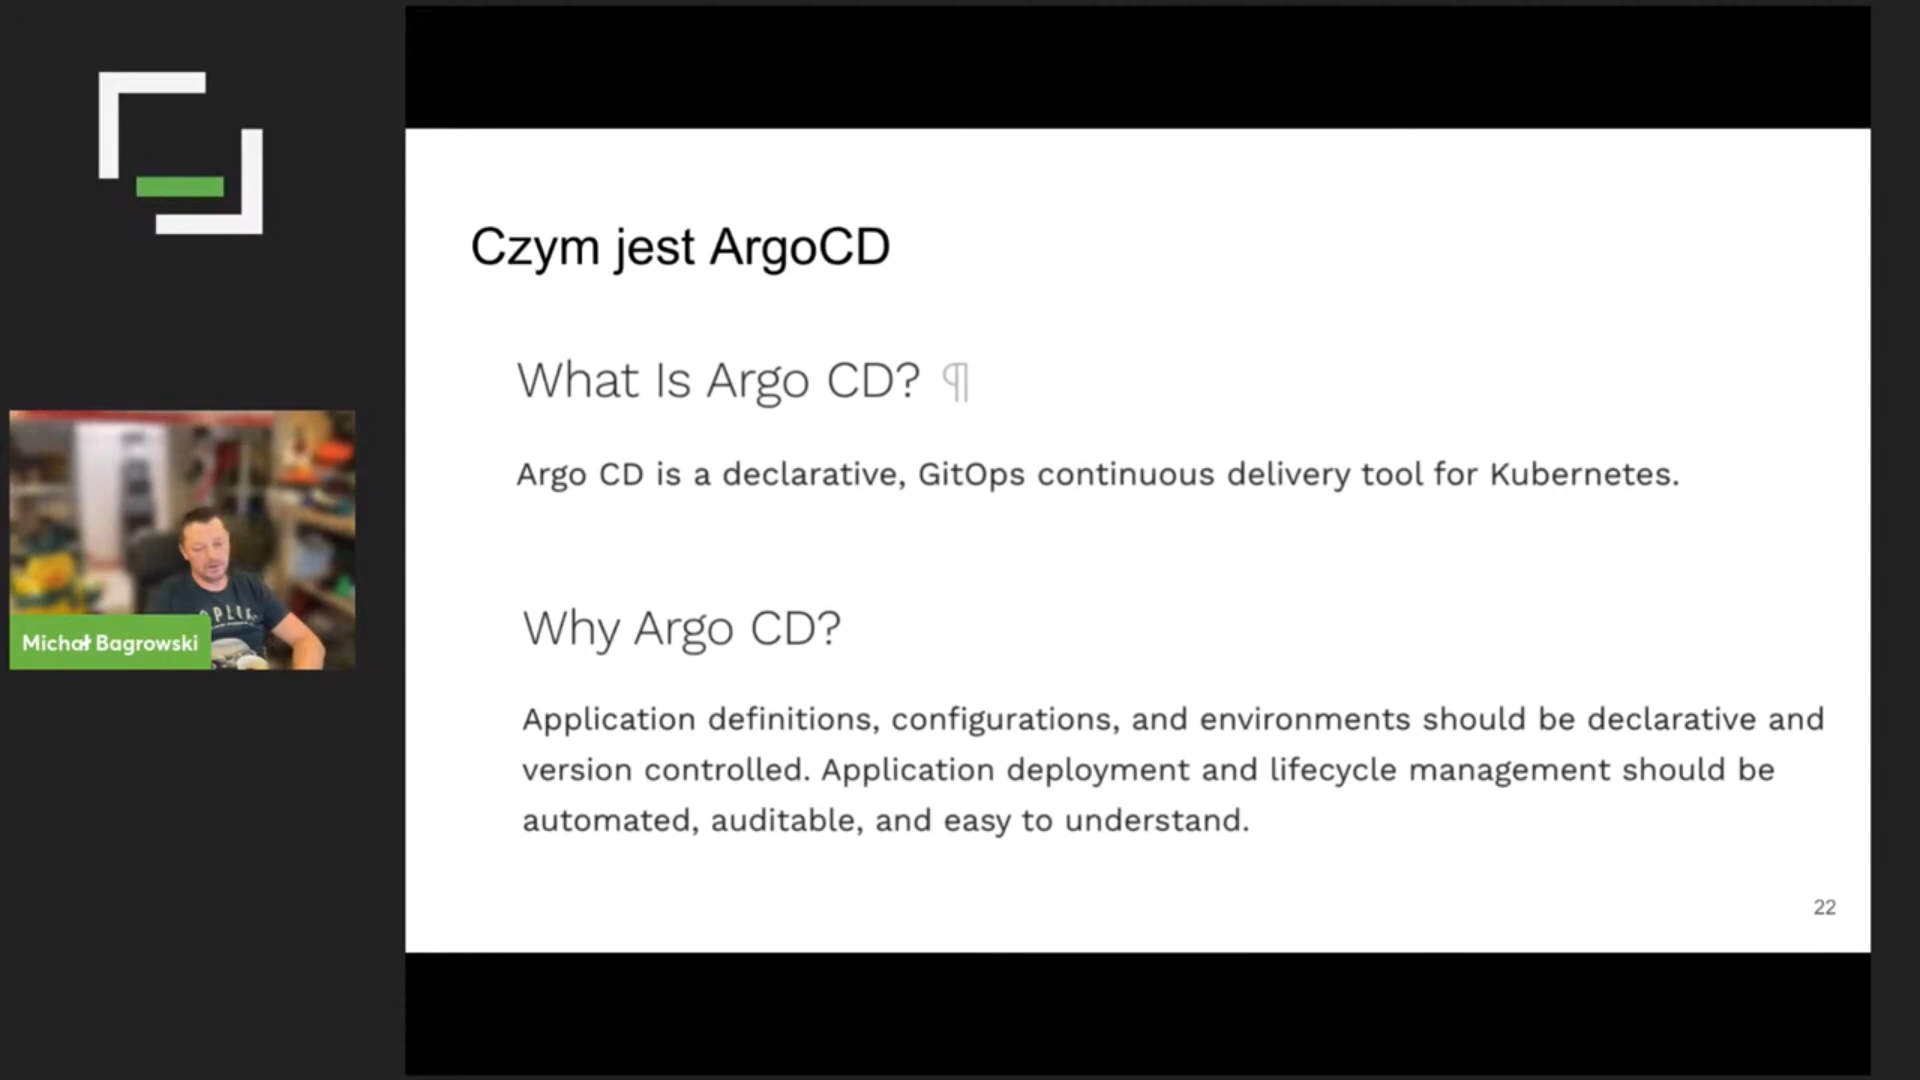 Czym jest ArgoCD
What Is Argo CD? ¶
Argo CD is a declarative, GitOps continuous delivery tool for Kubernetes.
Why Argo CD?
Application definitions, configurations, and environments should be declarative and
version controlled. Application deployment and lifecycle management should be
automated, auditable, and easy to understand.
22
Michał Bagrowski